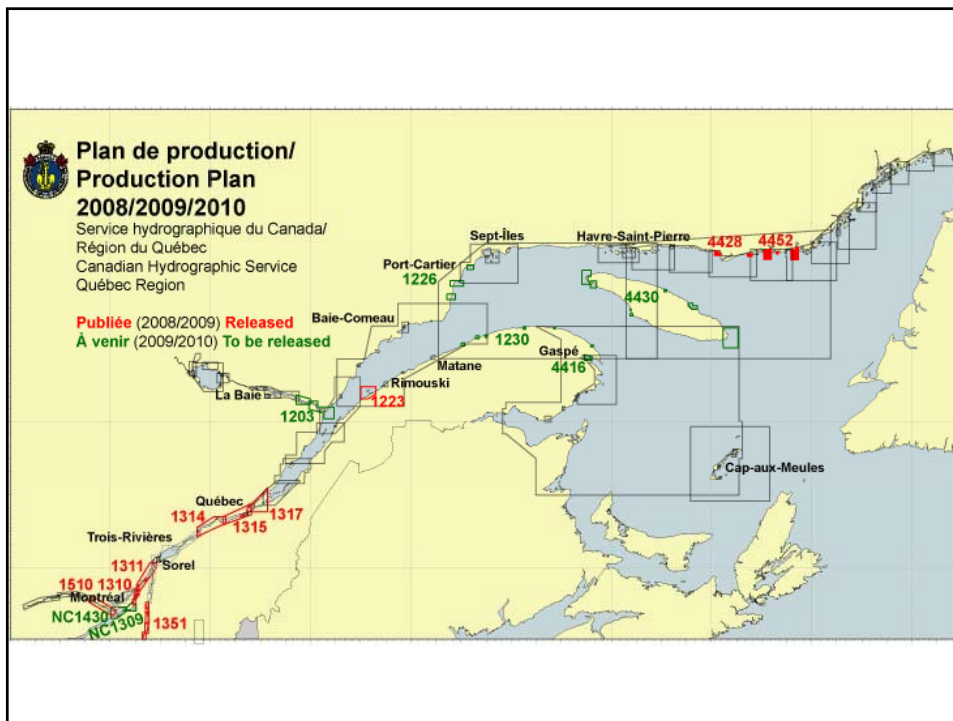 Plan de production/
Production Plan
2008/2009/2010
Service hydrographique du Canada/
Région du Québec
Canadian Hydrographic Service
Québec Region
Publiée (2008/2009) Released
À venir (2009/2010) To be released
Sept-Îles
Havre-Saint-Pierre
4428
4452
Port-Cartier
1226
4430
Baie-Comeau
1230
Gaspé
4416
Matane
Rimouski
La Baie
1203
1223
Cap-aux-Meules
Québec
1314
1315
1317
Trois-Rivières
Sorel
1311
1510
1310
Montréal
NC1430
NC1309
1351